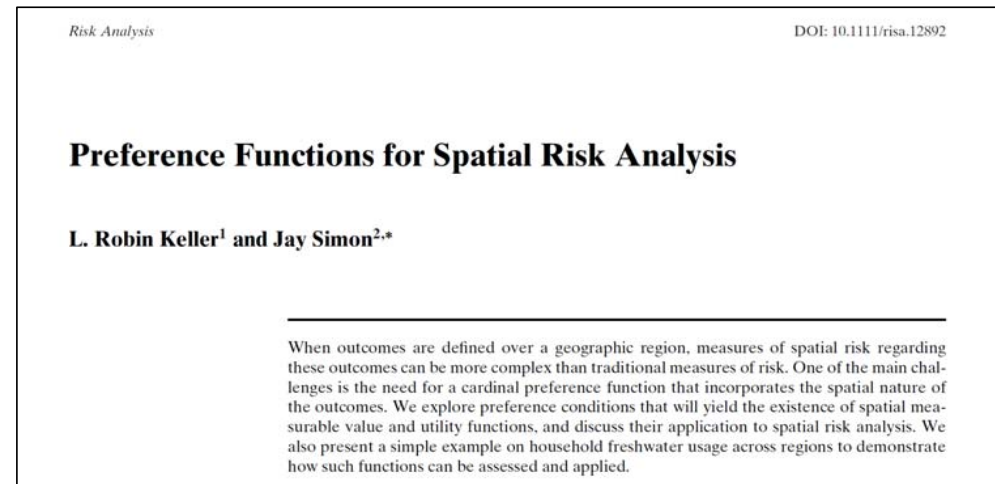 Risk Analysis DOI: 10.1111/risa.12892
Preference Functions for Spatial Risk Analysis
L. Robin Keller1 and Jay Simon2,*
When outcomes are defined over a geographic region, measures of spatial risk regarding
these outcomes can be more complex than traditional measures of risk. One of the main chal-
lenges is the need for a cardinal preference function that incorporates the spatial nature of
the outcomes. We explore preference conditions that will yield the existence of spatial mea-
surable value and utility functions, and discuss their application to spatial risk analysis. We
also present a simple example on household freshwater usage across regions to demonstrate
how such functions can be assessed and applied.